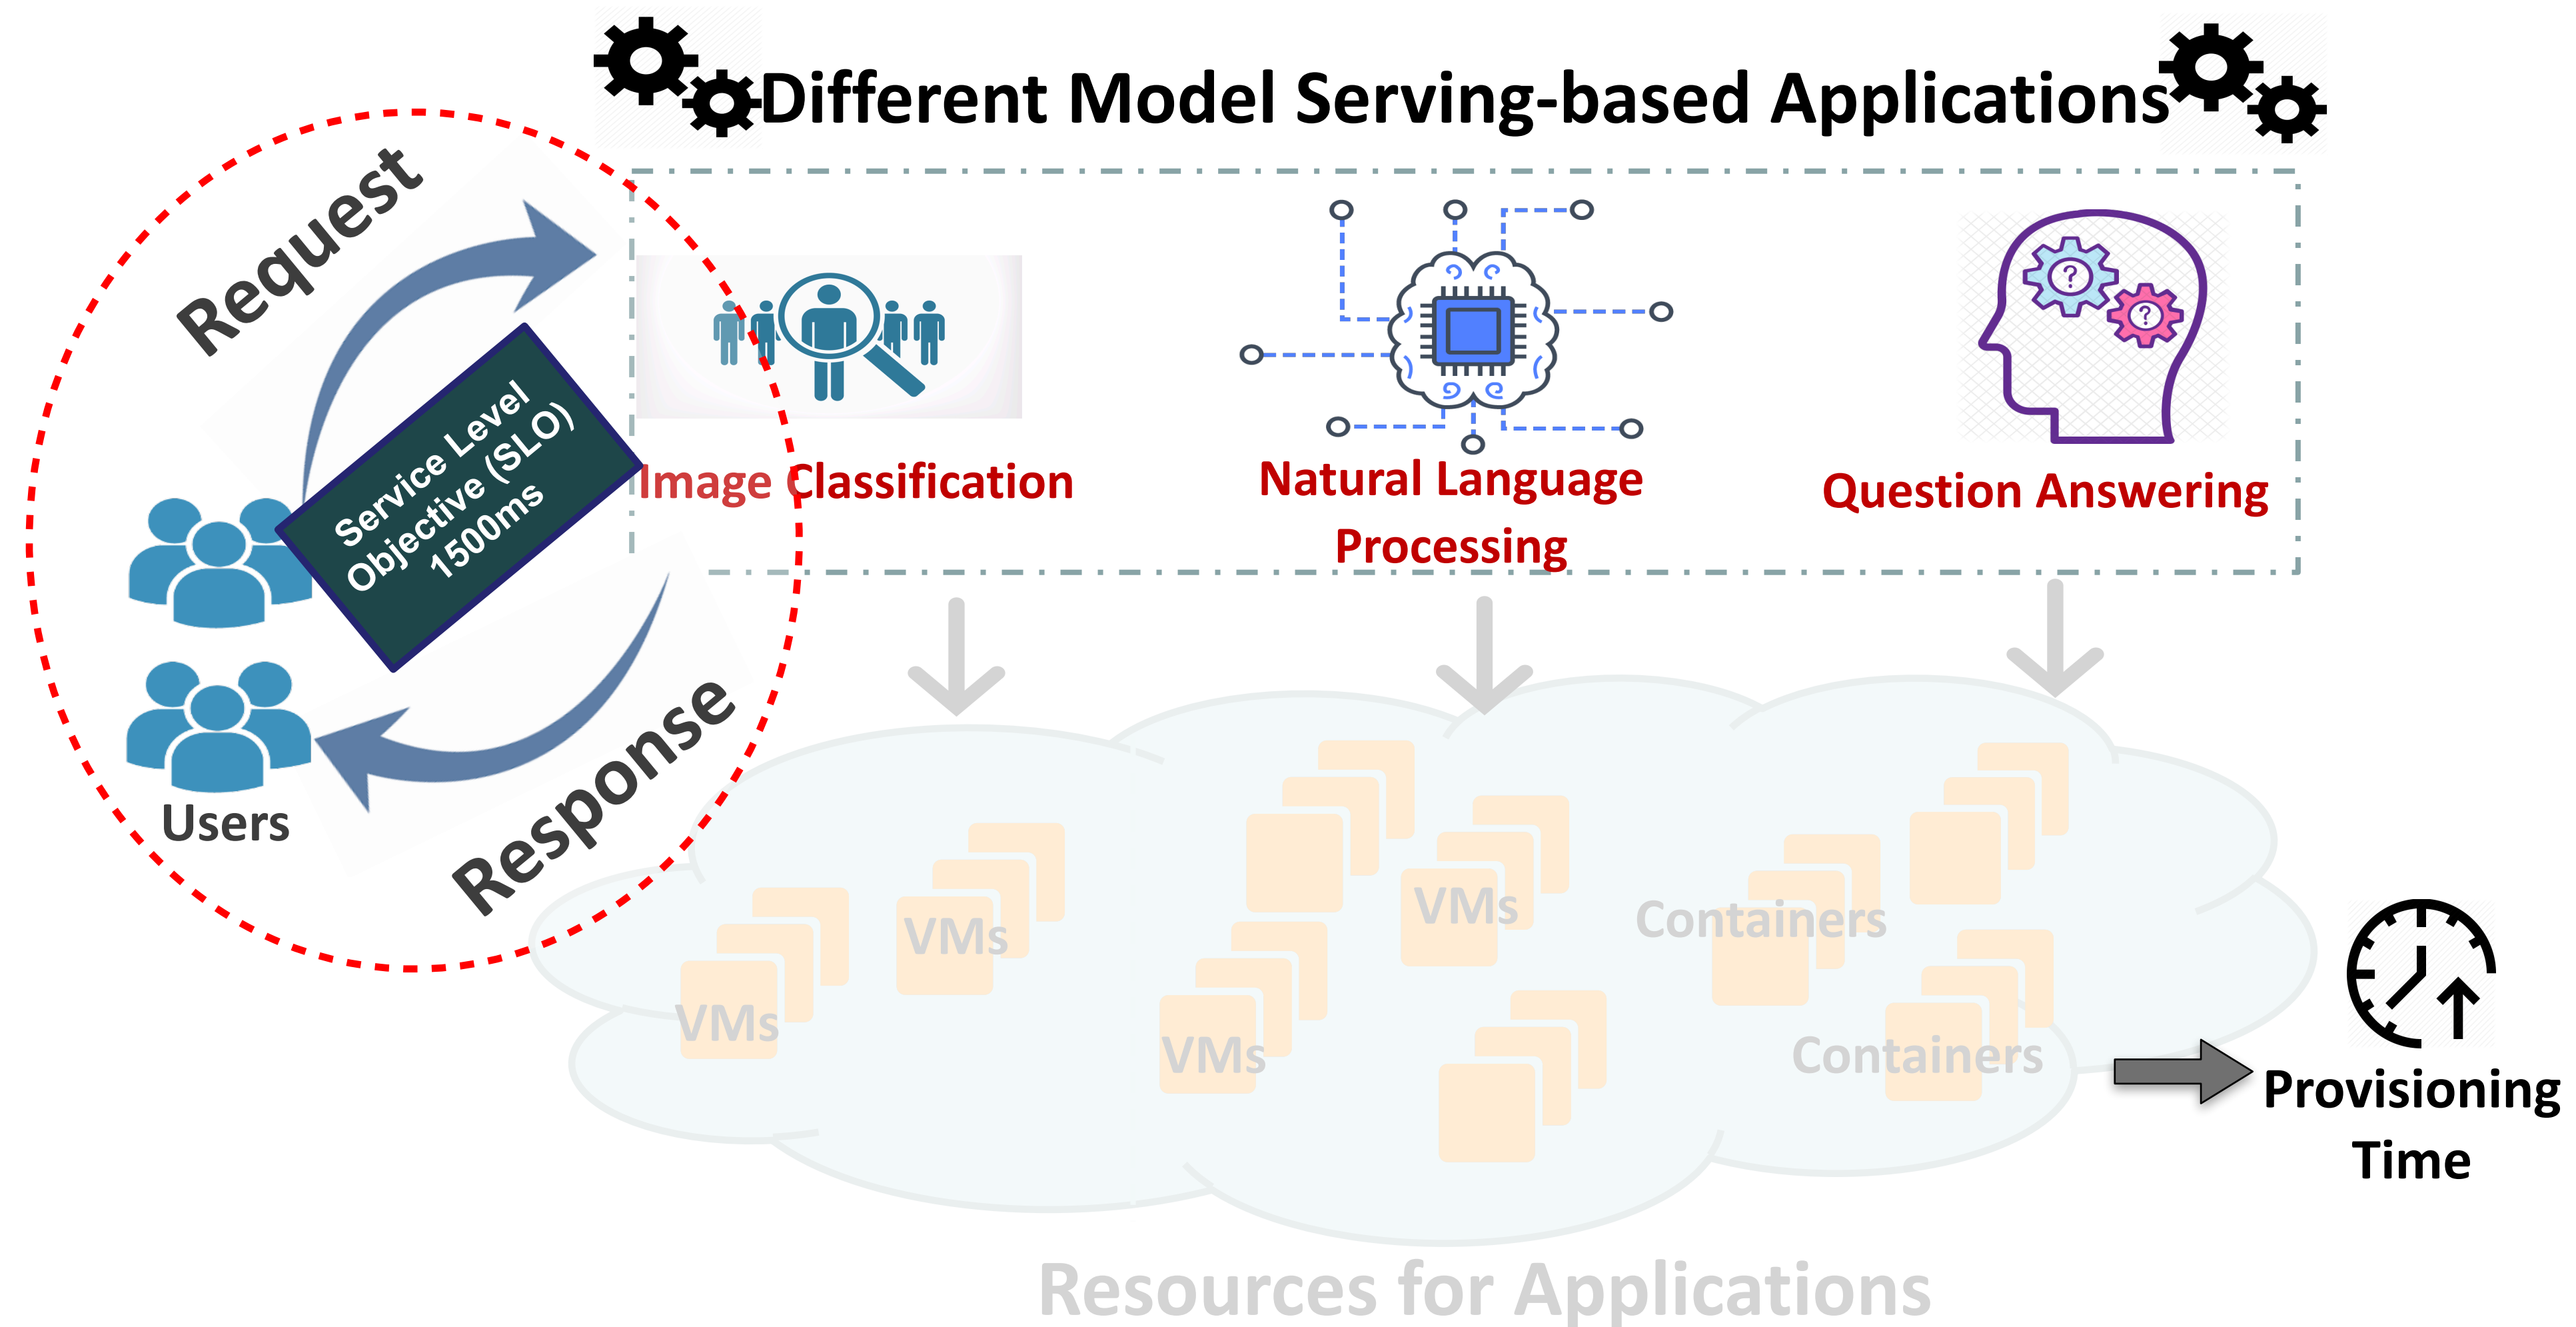 Different Model Serving-based Applications
Request
Service Level
Objective (SLO)
1500ms
Image Classification
Natural Language
Processing
? ?
Question Answering
Users
Response
VMs
VMs
VMs
VMs
Containers
Containers
Provisioning
Time
Resources for Applications